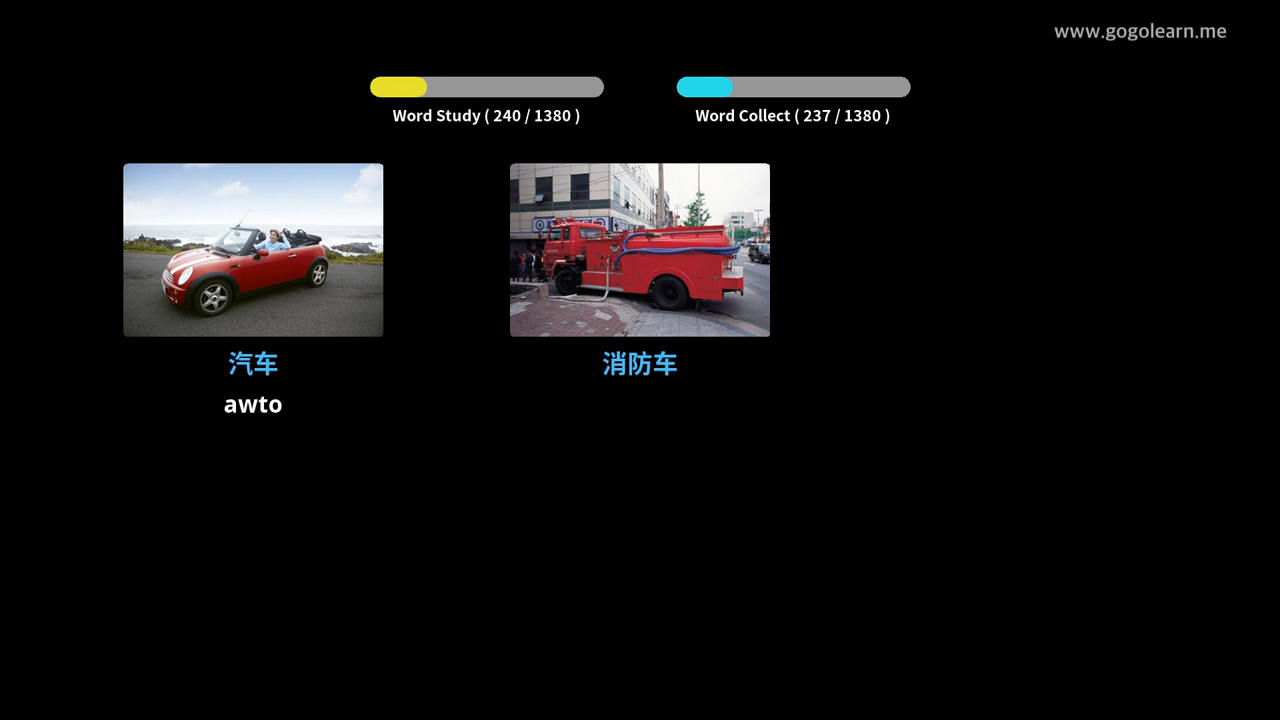 www.gogolearn.me
Word Study ( 240 / 1380 )
Word Collect ( 237 / 1380 )
汽车
消防车
awto